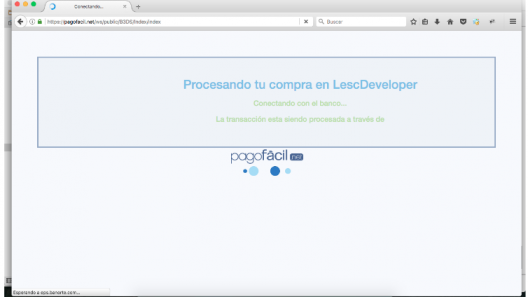 Conectando...
https://pagofacil.net/ws/public/3DS/Index/index
Buscar
Procesando tu compra en LescDeveloper
Conectando con el banco...
La transacción esta siendo procesada a través de
pagofácil.net
Esperando a eps.banorte.com...